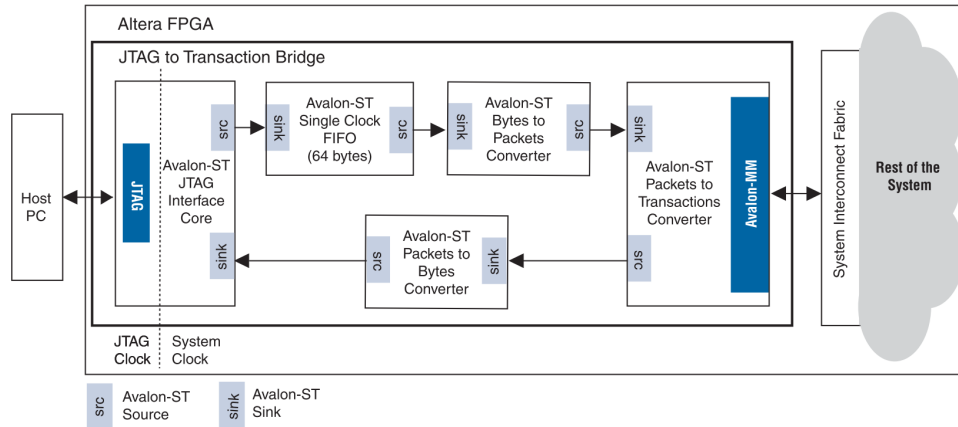 Altera FPGA
JTAG to Transaction Bridge
Host
PC
JTAG
Avalon-ST
JTAG
Interface
Core
src
sink
sink
Avalon-ST
Single Clock
FIFO
(64 bytes)
src
sink
Avalon-ST
Bytes to
Packets
Converter
src
sink
Avalon-ST
Packets to
Transactions
Converter
src
Avalon-MM
src
Avalon-ST
Packets to
Bytes
Converter
sink
System Interconnect Fabric
Rest of the
System
JTAG
Clock
System
Clock
src
Avalon-ST
Source
sink
Avalon-ST
Sink